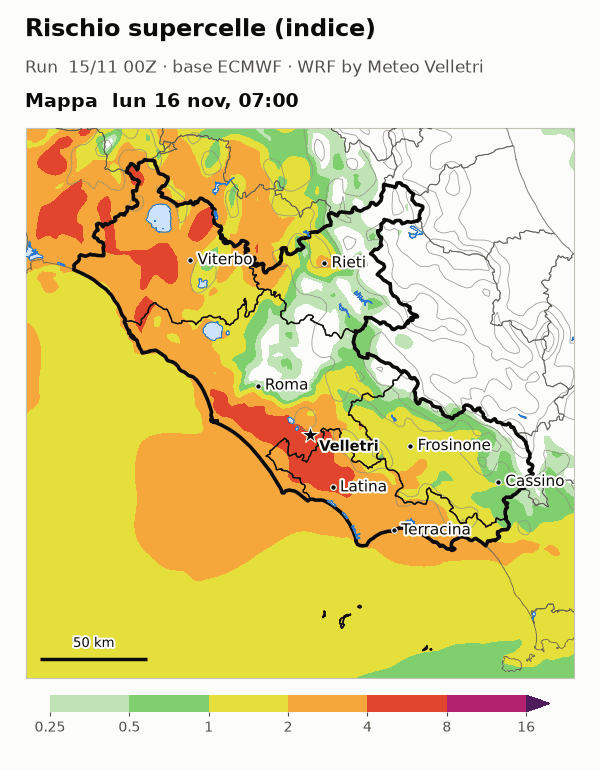 Rischio supercelle (indice)
Run  15/11 00Z · base ECMWF · WRF by Meteo Velletri
Mappa  lun 16 nov, 07:00
Viterbo
Rieti
Roma
Velletri
Frosinone
Cassino
Latina
Terracina
50 km
0.25 0.5 1 2 4 8 16